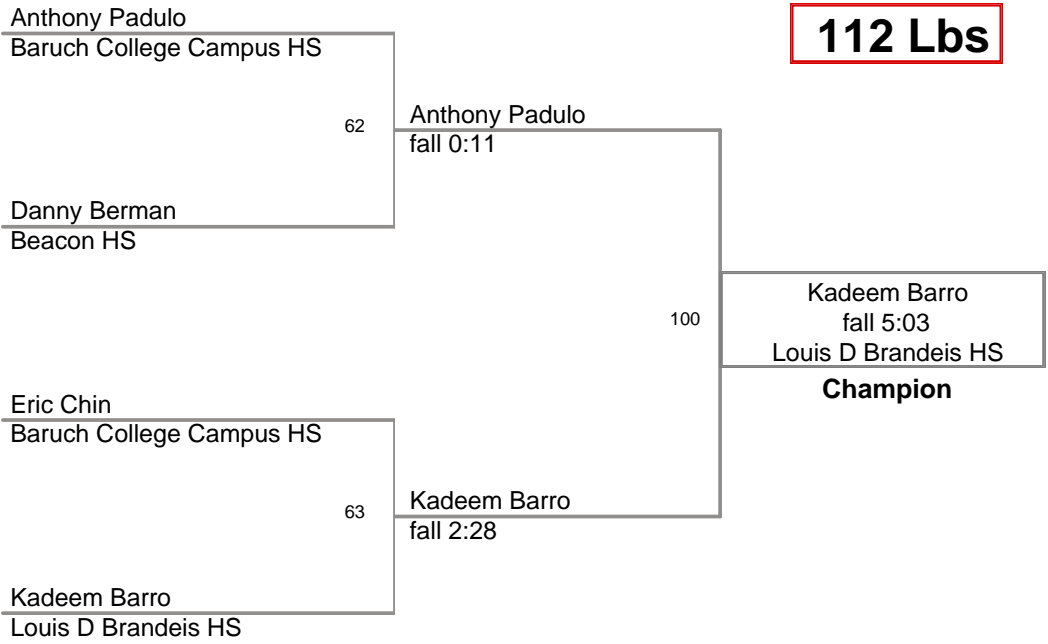 Anthony Padulo
Baruch College Campus HS
112 Lbs
62
Anthony Padulo
fall 0:11
Danny Berman
Beacon HS
100
Kadeem Barro
fall 5:03
Louis D Brandeis HS
Champion
Eric Chin
Baruch College Campus HS
63
Kadeem Barro
fall 2:28
Kadeem Barro
Louis D Brandeis HS